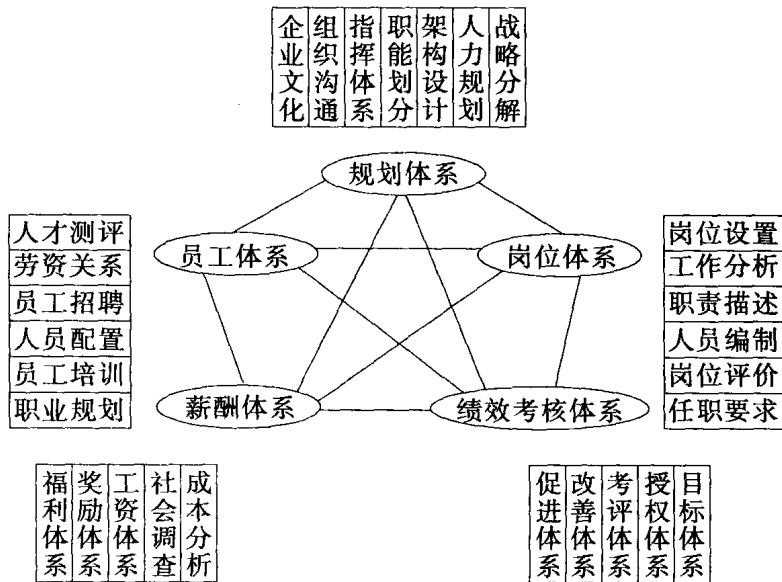 企业文化
组织沟通
指挥体系
职能划分
架构设计
人力规划
战略分解
规划体系
员工体系
岗位体系
薪酬体系
绩效考核体系
人才测评
劳资关系
员工招聘
人员配置
员工培训
职业规划
岗位设置
工作分析
职责描述
人员编制
岗位评价
任职要求
福利体系
奖励体系
工资体系
社会调查
成本分析
促进体系
改善体系
考评体系
授权体系
目标体系